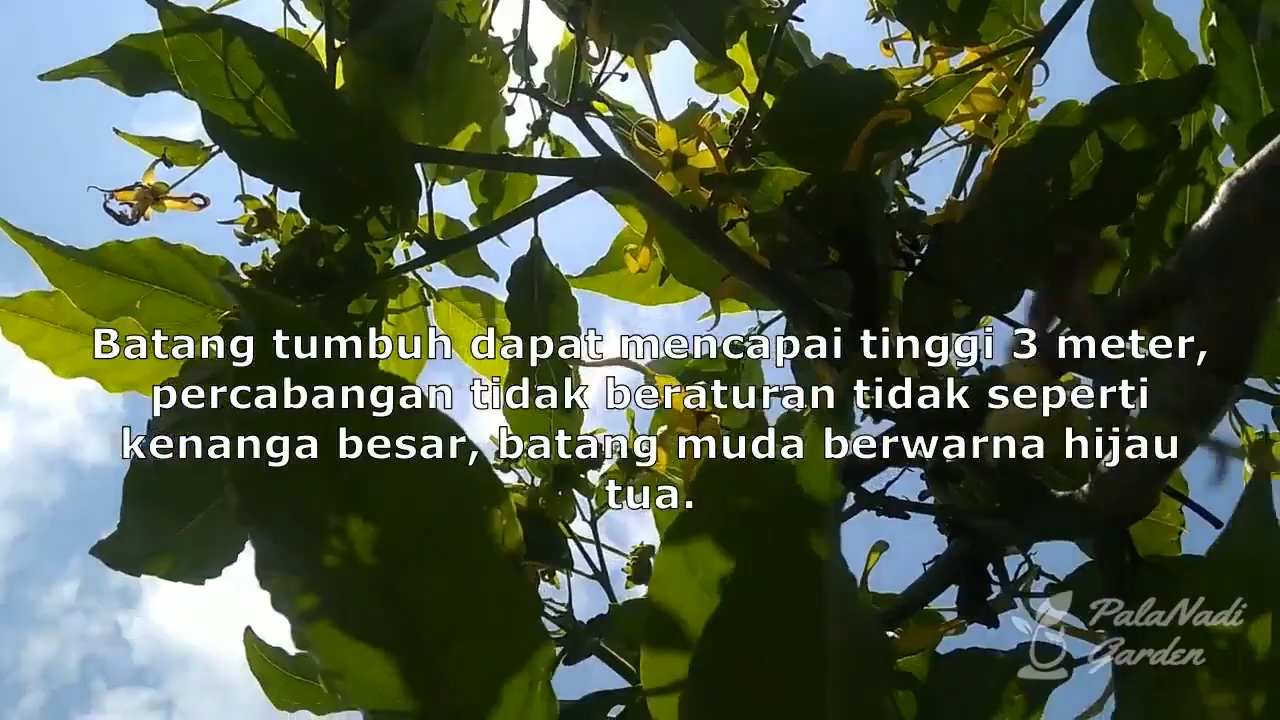 Batang tumbuh dapat mencapai tinggi 3 meter,
percabangan tidak beraturan tidak seperti
kenanga besar, batang muda berwarna hijau
tua.
PalaNadi
Garden